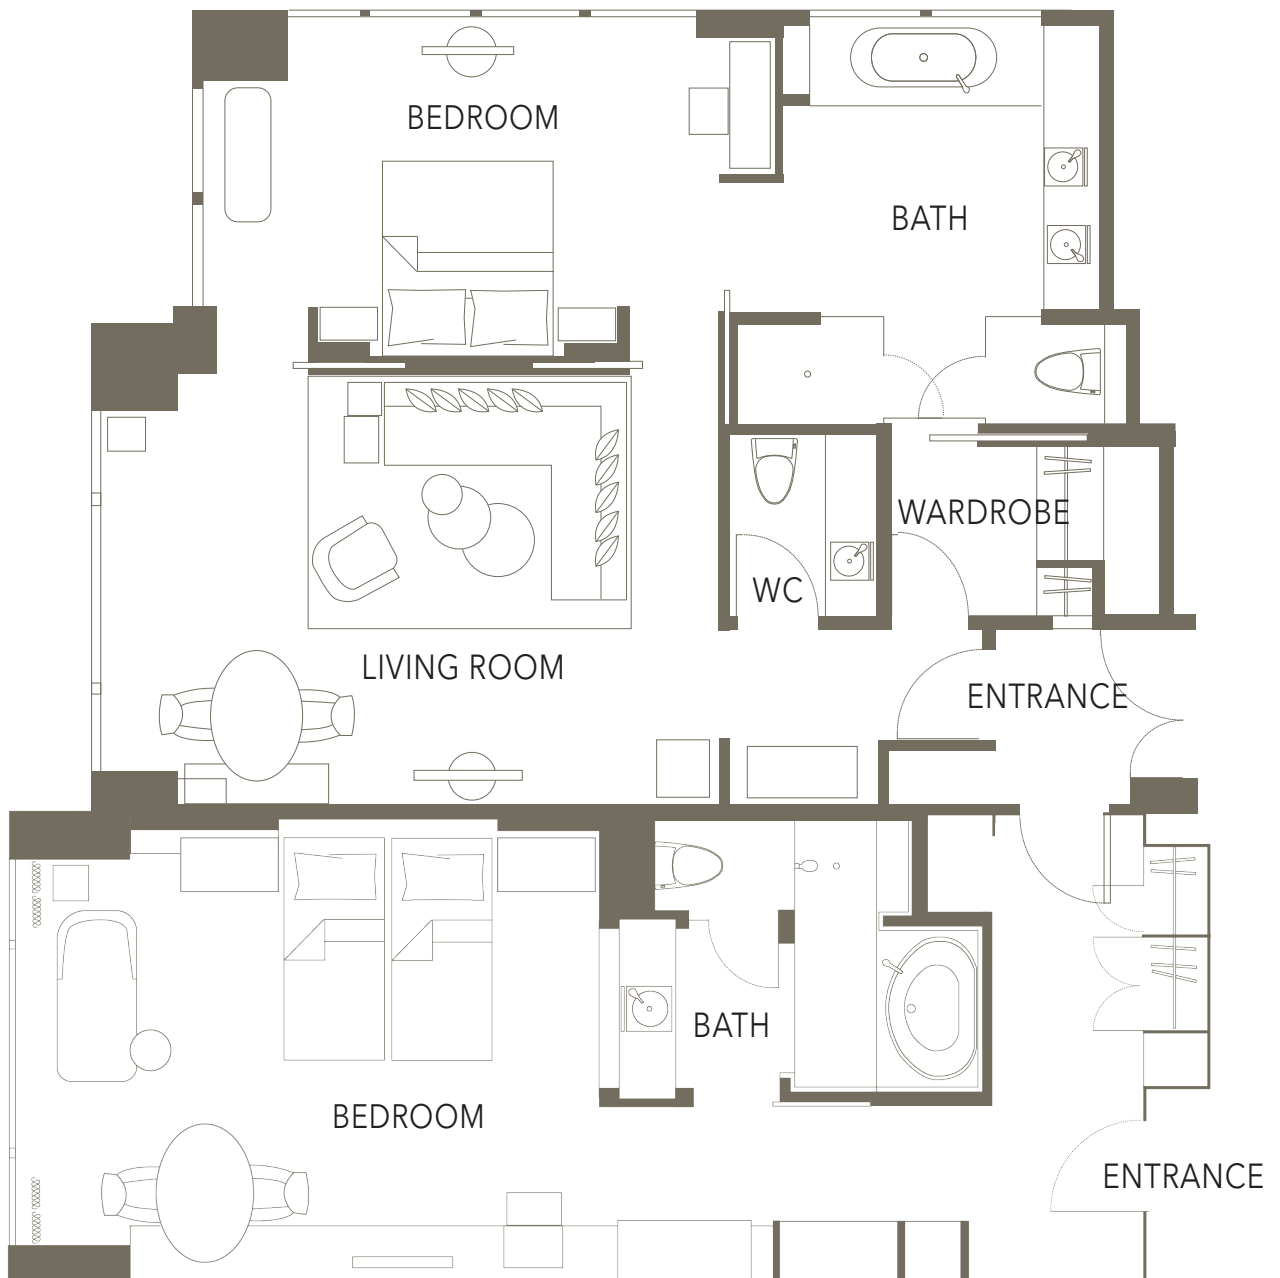 BEDROOM
BATH
WARDROBE
WC
LIVING ROOM
ENTRANCE
BATH
BEDROOM
ENTRANCE